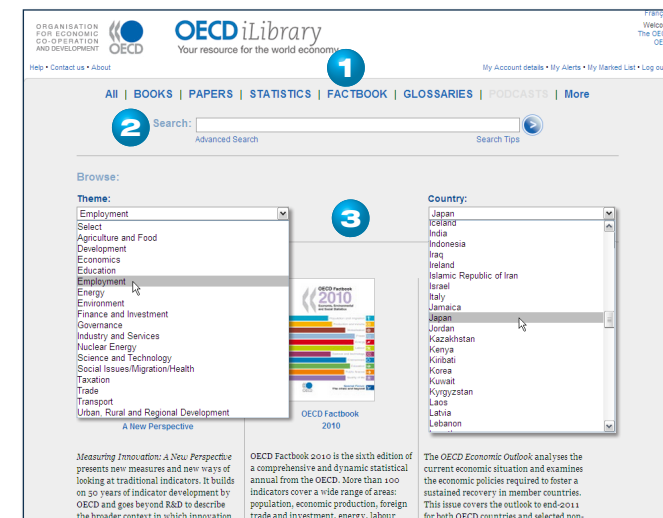 ORGANISATION
FOR ECONOMIC
CO-OPERATION
AND DEVELOPMENT
OECD
OECD iLibrary
Your resource for the world economy
Franç
Welco
The OE
OE
Help • Contact us • About
My Account details • My Alerts • My Marked List • Log ou
1
All | BOOKS | PAPERS | STATISTICS | FACTBOOK | GLOSSARIES | PODCASTS | More
2
Search:
Advanced Search
Search Tips
Browse:
Theme:
Employment
Select
Agriculture and Food
Development
Economics
Education
Employment
Energy
Environment
Finance and Investment
Governance
Industry and Services
Nuclear Energy
Science and Technology
Social Issues/Migration/Health
Taxation
Trade
Transport
Urban, Rural and Regional Development
3
Country:
Japan
Iceland
India
Indonesia
Iraq
Ireland
Islamic Republic of Iran
Israel
Italy
Jamaica
Japan
Jordan
Kazakhstan
Kenya
Kiribati
Korea
Kuwait
Kyrgyzstan
Laos
Latvia
Lebanon
OECD Factbook
2010
A New Perspective
OECD Factbook
2010
Measuring Innovation: A New Perspective
presents new measures and new ways of
looking at traditional indicators. It builds
on 50 years of indicator development by
OECD and goes beyond R&D to describe
the broader context in which innovation
OECD Factbook 2010 is the sixth edition of
a comprehensive and dynamic statistical
annual from the OECD. More than 100
indicators cover a wide range of areas:
population, economic production, foreign
trade and investment, energy, labour
The OECD Economic Outlook analyses the
current economic situation and examines
the economic policies required to foster a
sustained recovery in member countries.
This issue covers the outlook to end-2011
for both OECD countries and selected non-